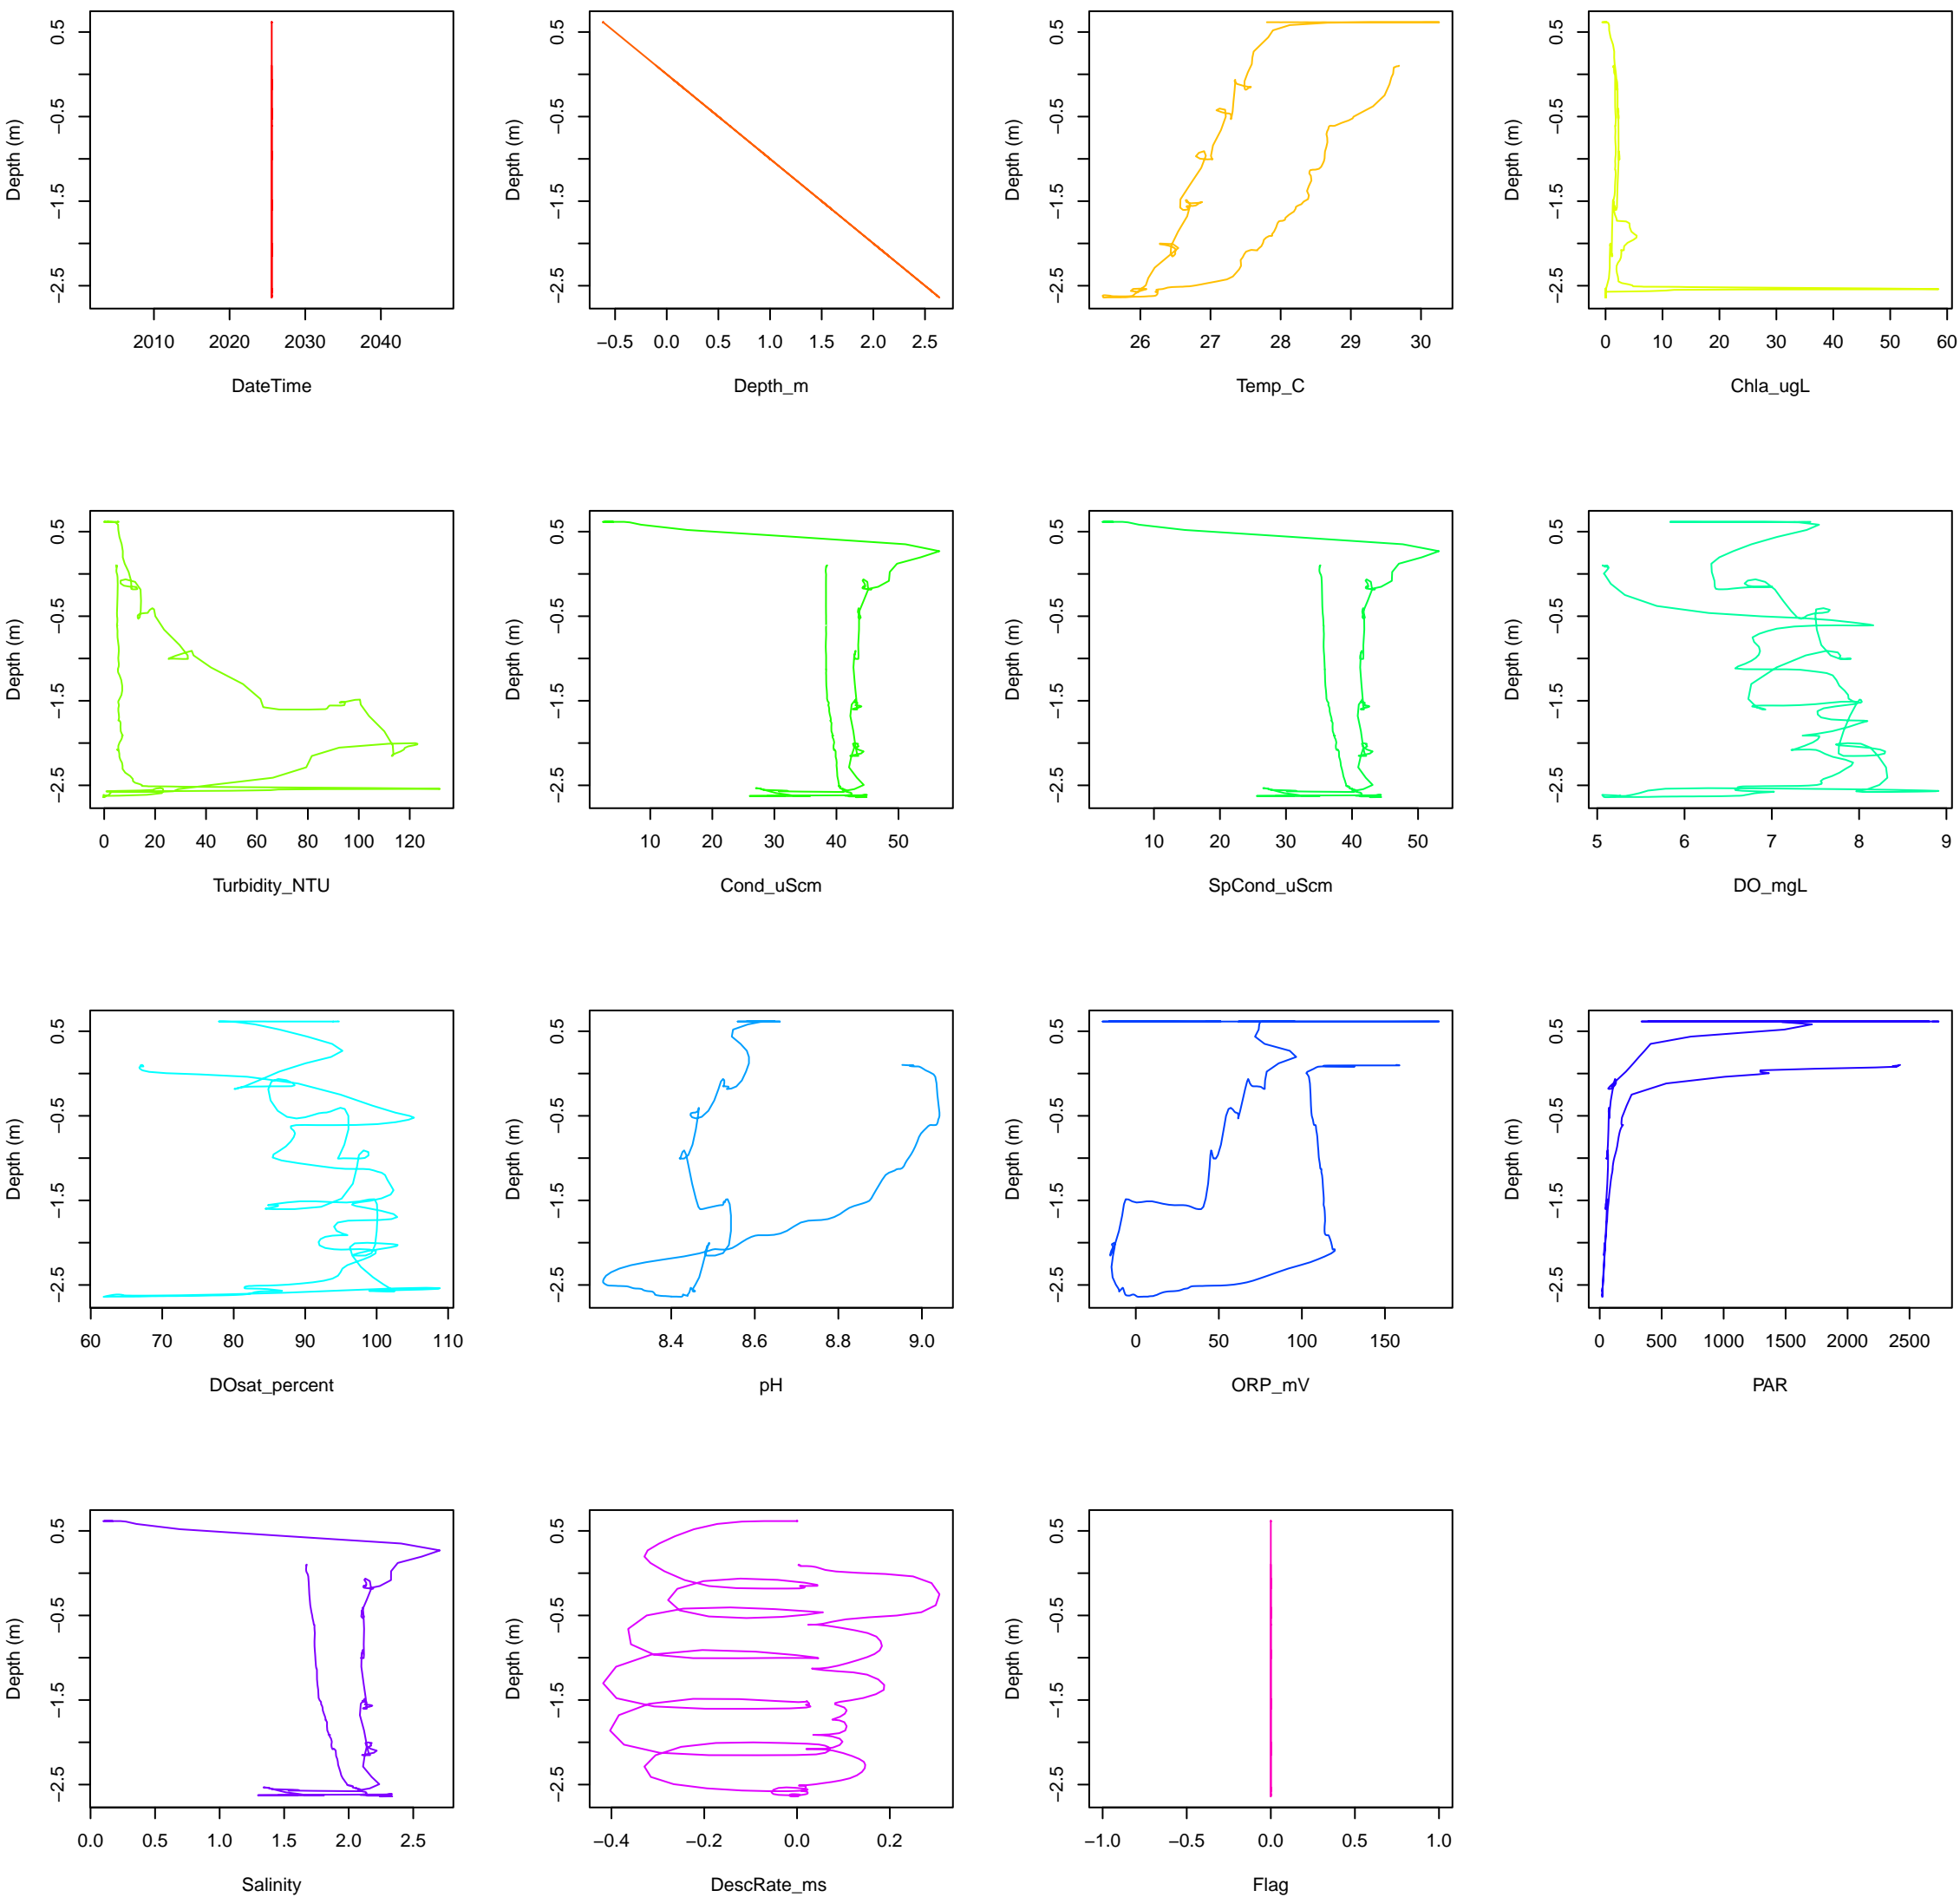 0.5
−0.5
−1.5
−2.5
Depth (m)
2010 2020 2030 2040
DateTime
0.5
−0.5
−1.5
−2.5
Depth (m)
−0.5 0.0 0.5 1.0 1.5 2.0 2.5
Depth_m
0.5
−0.5
−1.5
−2.5
Depth (m)
26 27 28 29 30
Temp_C
0.5
−0.5
−1.5
−2.5
Depth (m)
0 10 20 30 40 50 60
Chla_ugL
0.5
−0.5
−1.5
−2.5
Depth (m)
0 20 40 60 80 100 120
Turbidity_NTU
0.5
−0.5
−1.5
−2.5
Depth (m)
10 20 30 40 50
Cond_uScm
0.5
−0.5
−1.5
−2.5
Depth (m)
10 20 30 40 50
SpCond_uScm
0.5
−0.5
−1.5
−2.5
Depth (m)
5 6 7 8 9
DO_mgL
0.5
−0.5
−1.5
−2.5
Depth (m)
60 70 80 90 100 110
DOsat_percent
0.5
−0.5
−1.5
−2.5
Depth (m)
8.4 8.6 8.8 9.0
pH
0.5
−0.5
−1.5
−2.5
Depth (m)
0 50 100 150
ORP_mV
0.5
−0.5
−1.5
−2.5
Depth (m)
0 500 1000 1500 2000 2500
PAR
0.5
−0.5
−1.5
−2.5
Depth (m)
0.0 0.5 1.0 1.5 2.0 2.5
Salinity
0.5
−0.5
−1.5
−2.5
Depth (m)
−0.4 −0.2 0.0 0.2
DescRate_ms
0.5
−0.5
−1.5
−2.5
Depth (m)
−1.0 −0.5 0.0 0.5 1.0
Flag